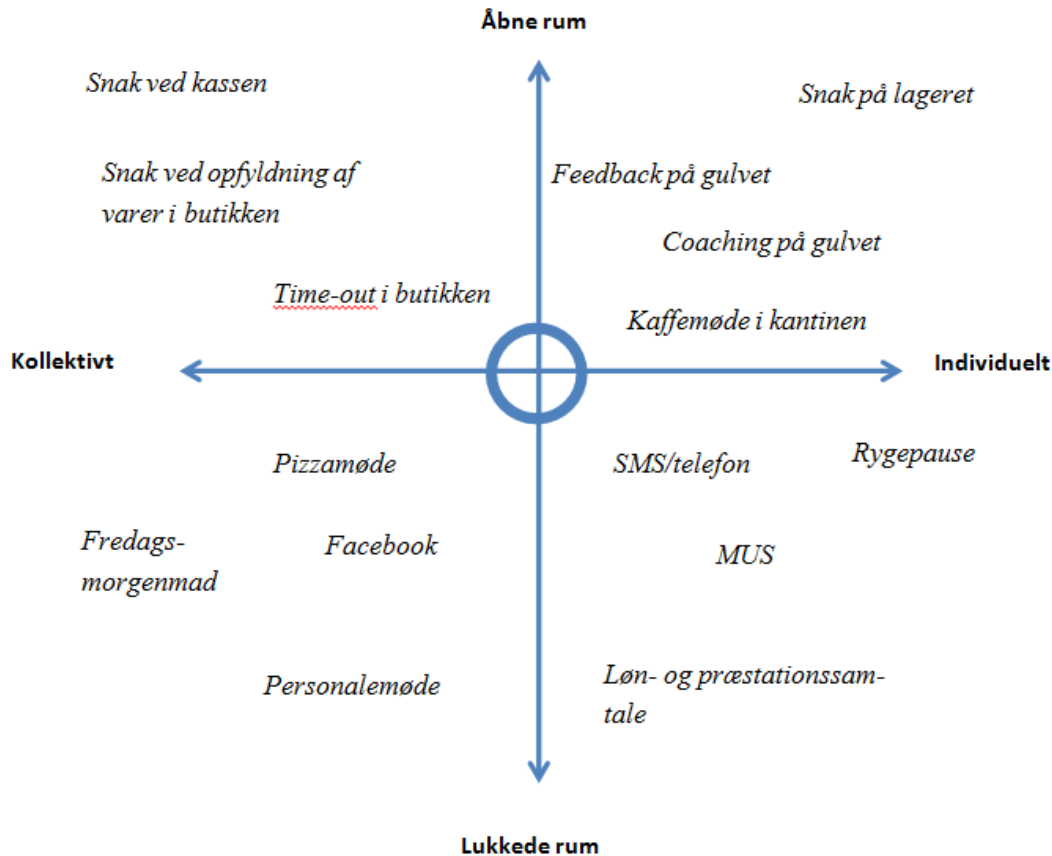 Åbne rum
Snak ved kassen
Snak på lageret
Snak ved opfyldning af
varer i butikken
Feedback på gulvet
Coaching på gulvet
Time-out i butikken
Kaffemøde i kantinen
Kollektivt
Individuelt
Pizzamøde
SMS/telefon
Rygepause
Fredags-
morgenmad
Facebook
MUS
Personalemøde
Løn- og præstationssam-
tale
Lukkede rum